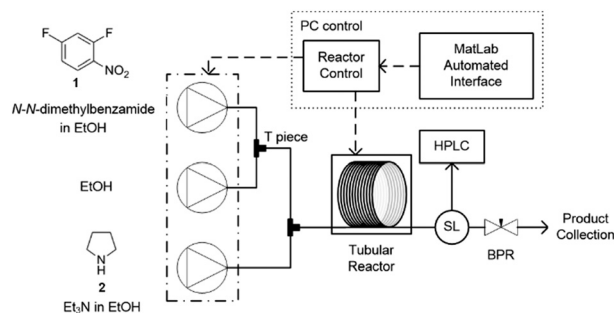 1
F
F
NO₂
N-N-dimethylbenzamide
in EtOH
EtOH
N
H
2
Et₃N in EtOH
T piece
PC control
Reactor
Control
MatLab
Automated
Interface
Tubular
Reactor
HPLC
SL
BPR
Product
Collection